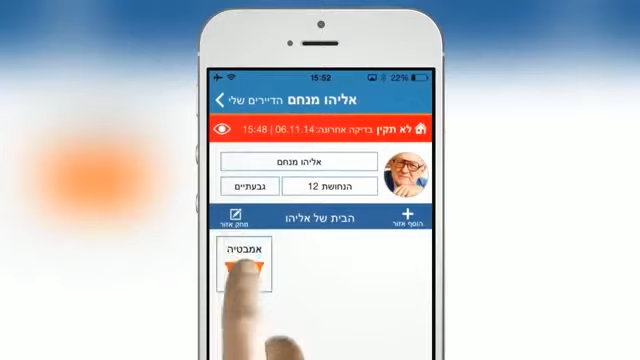 15:52
22%
אליהו מנחם
הדיירים שלי
לא תקין בדיקה אחרונה: 06.11.14 | 15:48
אליהו מנחם
הנחושת 12
גבעתיים
הוסף אזור
הבית של אליהו
מחק אזור
אמבטיה